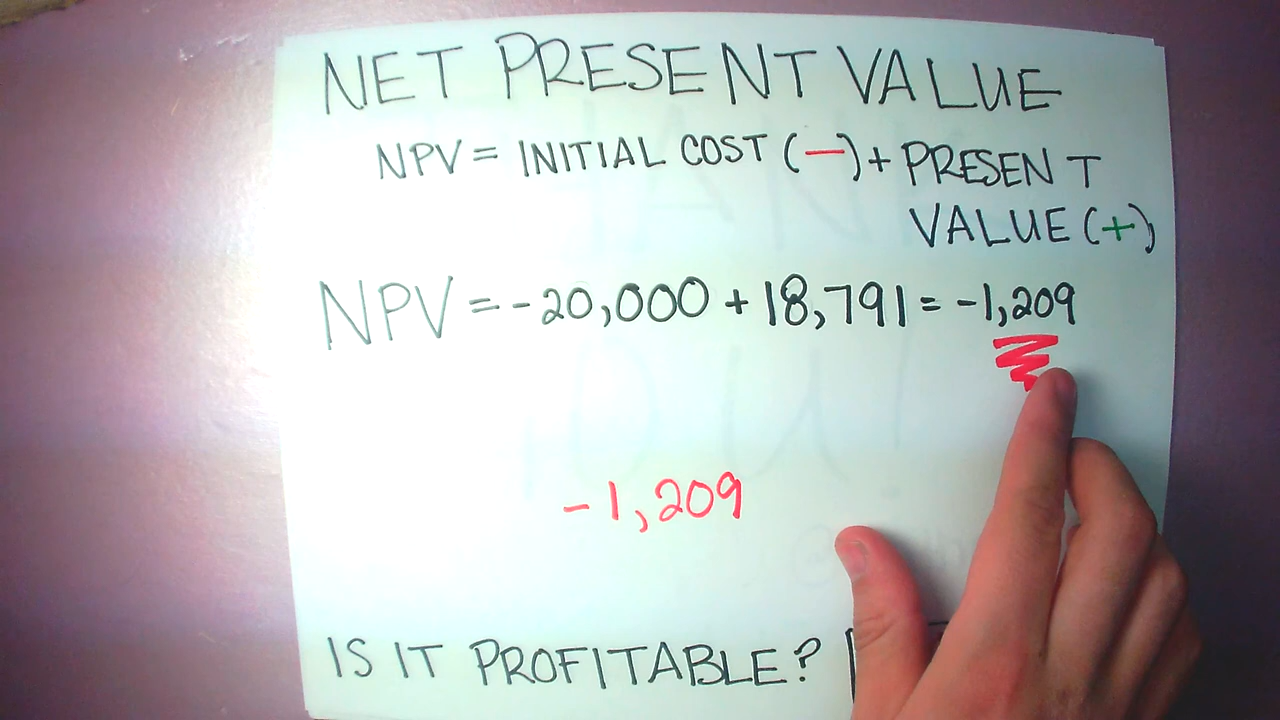 NET PRESENT VALUE
NPV = INITIAL COST (—) + PRESENT
VALUE (+)
NPV = -20,000 + 18,791 = -1,209
-1,209
IS IT PROFITABLE?